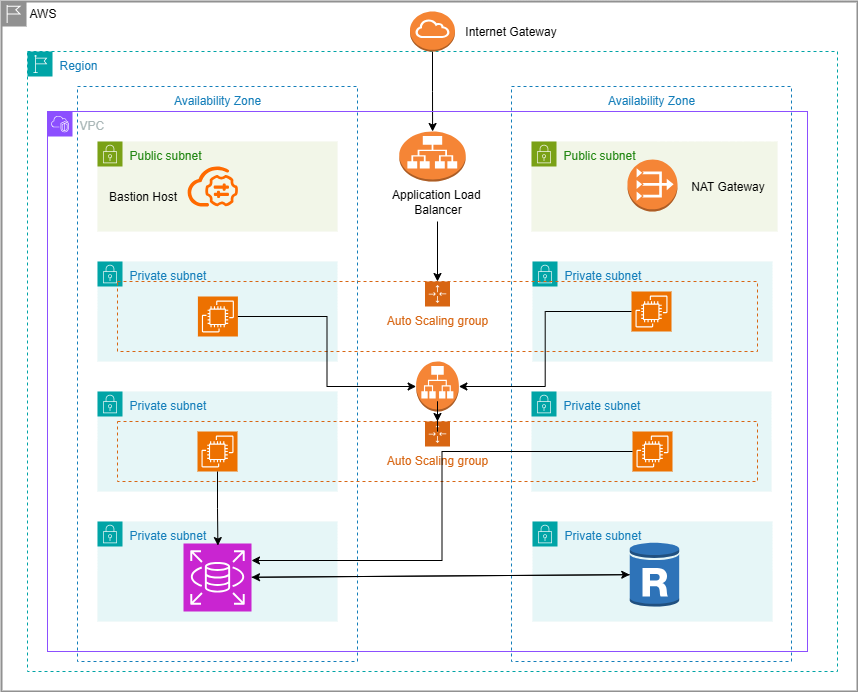 AWS
Internet Gateway
Region
Availability Zone
Availability Zone
VPC
Public subnet
Bastion Host
Application Load
Balancer
Public subnet
NAT Gateway
Private subnet
Auto Scaling group
Private subnet
Private subnet
Auto Scaling group
Private subnet
Private subnet
Private subnet
R